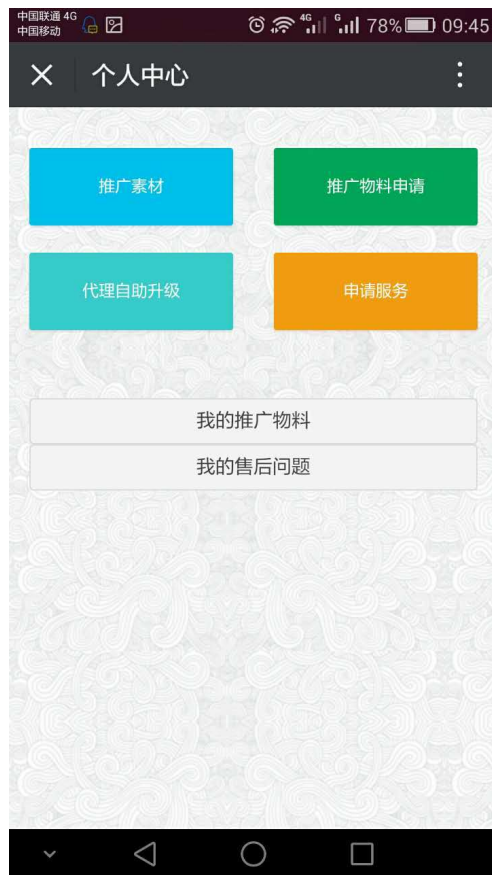 中国联通 4G
中国移动
4G G 78% 09:45
个人中心
推广素材 推广物料申请
代理自助升级 申请服务
我的推广物料
我的售后问题